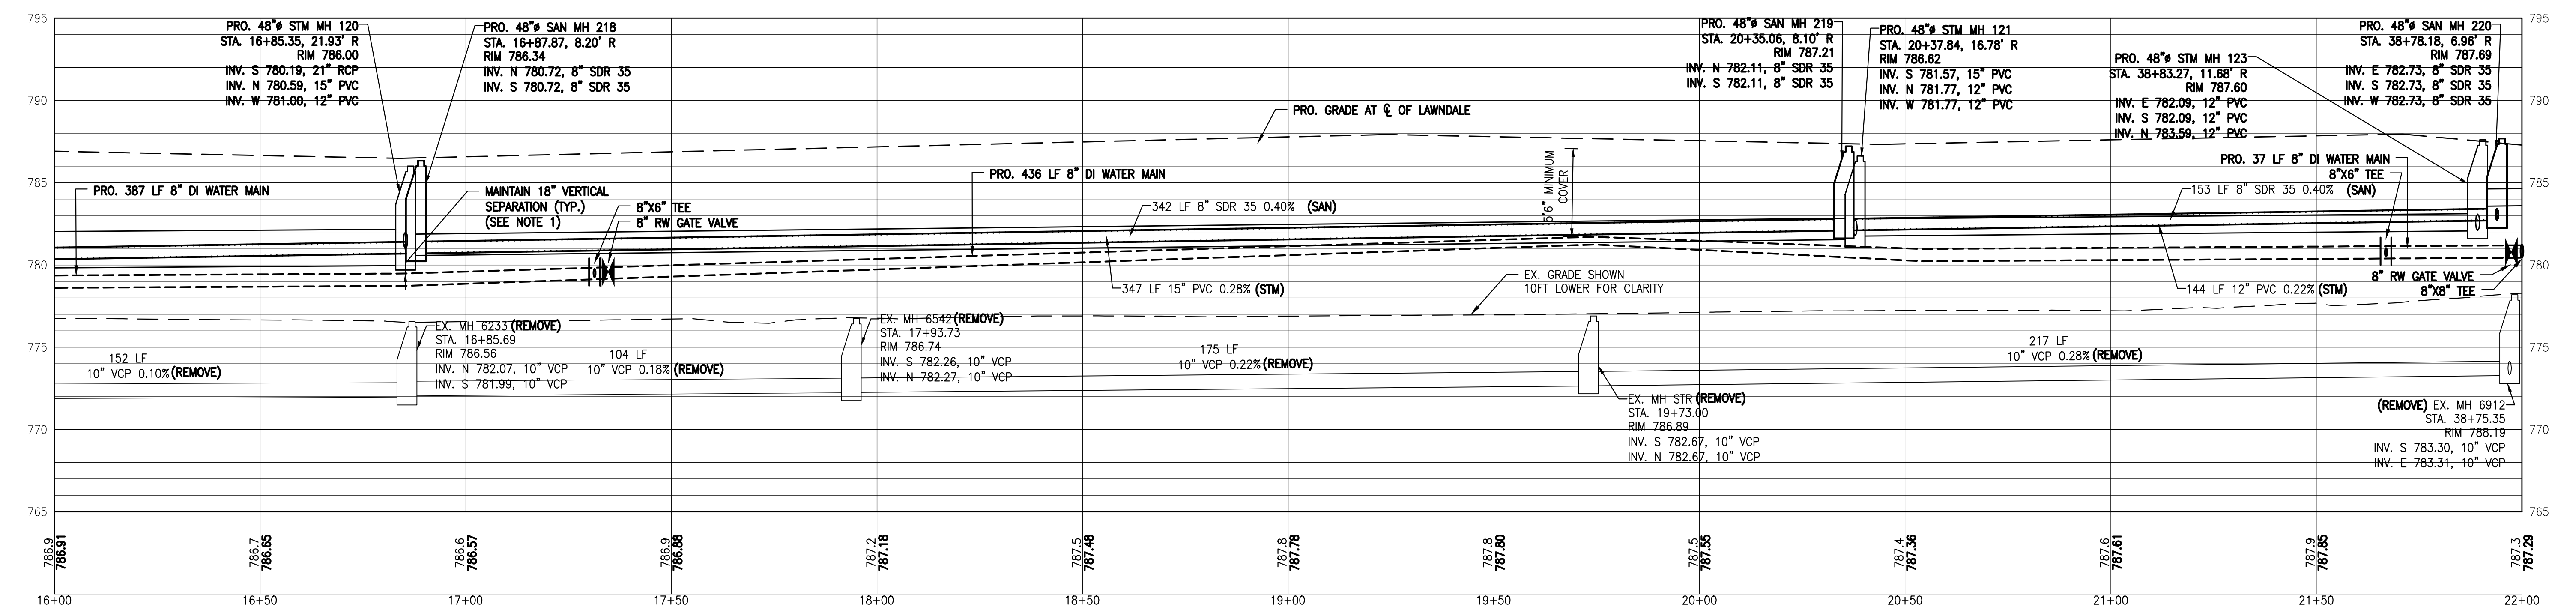 795
790
785
780
775
770
765
795
790
785
780
775
770
765
PRO. 48"ø STM MH 120
STA. 16+85.35, 21.93' R
RIM 786.00
INV. S 780.19, 21" RCP
INV. N 780.59, 15" PVC
INV. W 781.00, 12" PVC
PRO. 48"ø SAN MH 218
STA. 16+87.87, 8.20' R
RIM 786.34
INV. N 780.72, 8" SDR 35
INV. S 780.72, 8" SDR 35
PRO. GRADE AT ℄ OF LAWNDALE
PRO. 48"ø SAN MH 219
STA. 20+35.06, 8.10' R
RIM 787.21
INV. N 782.11, 8" SDR 35
INV. S 782.11, 8" SDR 35
PRO. 48"ø STM MH 121
STA. 20+37.84, 16.78' R
RIM 786.62
INV. S 781.57, 15" PVC
INV. N 781.77, 12" PVC
INV. W 781.77, 12" PVC
PRO. 48"ø STM MH 123
STA. 38+83.27, 11.68' R
RIM 787.60
INV. E 782.09, 12" PVC
INV. S 782.09, 12" PVC
INV. N 783.59, 12" PVC
PRO. 48"ø SAN MH 220
STA. 38+78.18, 6.96' R
RIM 787.69
INV. E 782.73, 8" SDR 35
INV. S 782.73, 8" SDR 35
INV. W 782.73, 8" SDR 35
PRO. 387 LF 8" DI WATER MAIN
MAINTAIN 18" VERTICAL
SEPARATION (TYP.)
(SEE NOTE 1)
8"X6" TEE
8" RW GATE VALVE
PRO. 436 LF 8" DI WATER MAIN
342 LF 8" SDR 35 0.40% (SAN)
347 LF 15" PVC 0.28% (STM)
5'6" MINIMUM
COVER
EX. GRADE SHOWN
10FT LOWER FOR CLARITY
PRO. 37 LF 8" DI WATER MAIN
8"X6" TEE
153 LF 8" SDR 35 0.40% (SAN)
144 LF 12" PVC 0.22% (STM)
8" RW GATE VALVE
8"X8" TEE
152 LF
10" VCP 0.10% (REMOVE)
EX. MH 6233 (REMOVE)
STA. 16+85.69
RIM 786.56
INV. N 782.07, 10" VCP
INV. S 781.99, 10" VCP
104 LF
10" VCP 0.18% (REMOVE)
EX. MH 6542 (REMOVE)
STA. 17+93.73
RIM 786.74
INV. S 782.26, 10" VCP
INV. N 782.27, 10" VCP
175 LF
10" VCP 0.22% (REMOVE)
EX. MH STR (REMOVE)
STA. 19+73.00
RIM 786.89
INV. S 782.67, 10" VCP
INV. N 782.67, 10" VCP
217 LF
10" VCP 0.28% (REMOVE)
(REMOVE) EX. MH 6912
STA. 38+75.35
RIM 788.19
INV. S 783.30, 10" VCP
INV. E 783.31, 10" VCP
786.9
786.91
786.7
786.65
786.6
786.57
786.9
786.88
787.2
787.18
787.5
787.48
787.8
787.78
787.8
787.80
787.5
787.55
787.4
787.36
787.6
787.61
787.9
787.85
787.3
787.29
16+00
16+50
17+00
17+50
18+00
18+50
19+00
19+50
20+00
20+50
21+00
21+50
22+00